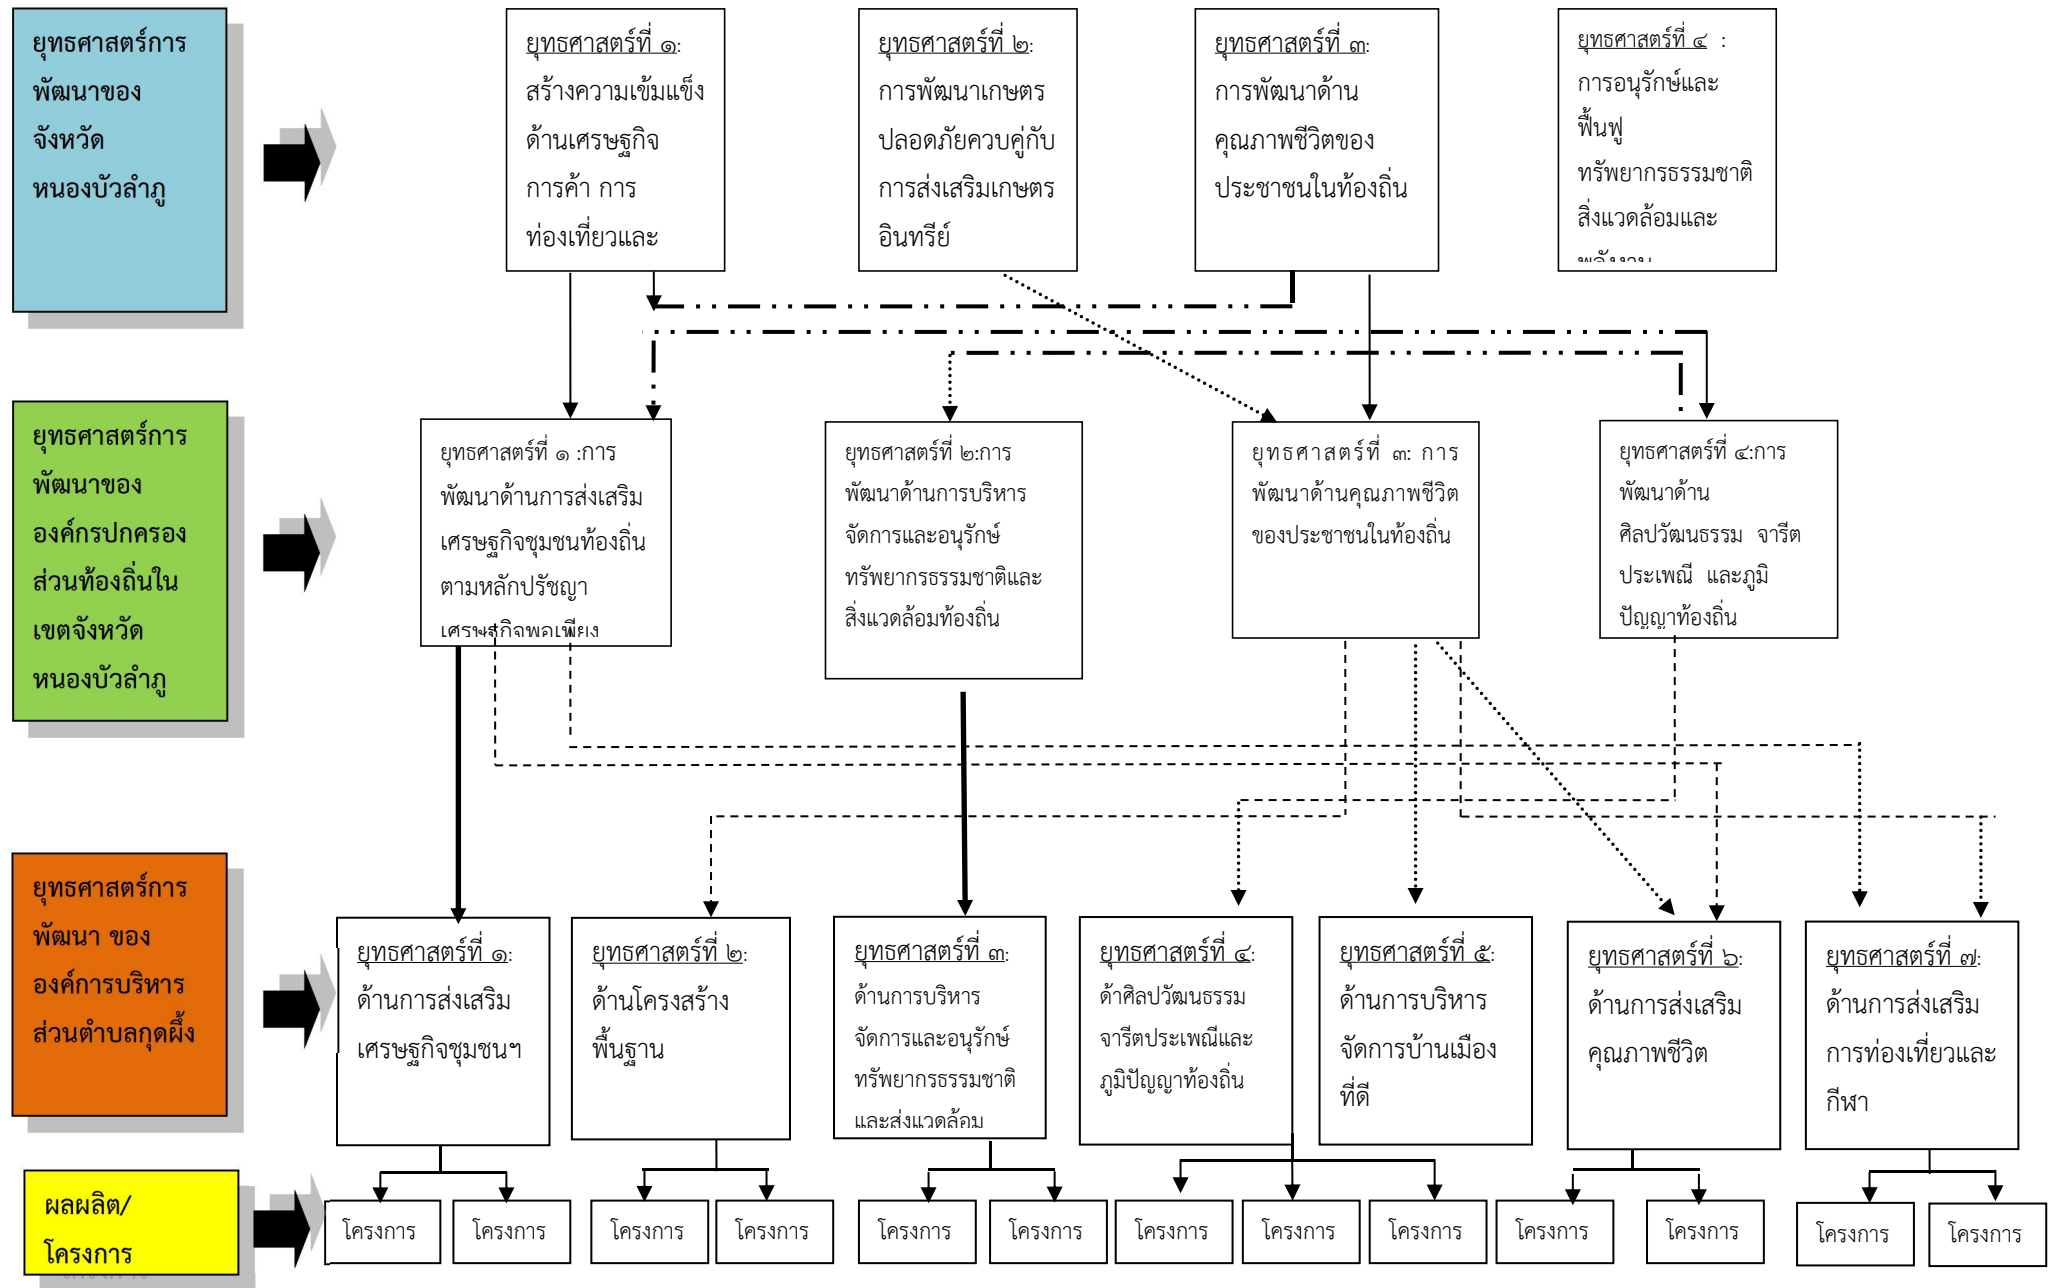 ยุทธศาสตร์การ
พัฒนาของ
จังหวัด
หนองบัวลำภู
ยุทธศาสตร์ที่ ๑:
สร้างความเข้มแข็ง
ด้านเศรษฐกิจ
การค้า การ
ท่องเที่ยวและ
ยุทธศาสตร์ที่ ๒:
การพัฒนาเกษตร
ปลอดภัยควบคู่กับ
การส่งเสริมเกษตร
อินทรีย์
ยุทธศาสตร์ที่ ๓:
การพัฒนาด้าน
คุณภาพชีวิตของ
ประชาชนในท้องถิ่น
ยุทธศาสตร์ที่ ๔ :
การอนุรักษ์และ
ฟื้นฟู
ทรัพยากรธรรมชาติ
สิ่งแวดล้อมและ
พลังงาน
ยุทธศาสตร์การ
พัฒนาของ
องค์กรปกครอง
ส่วนท้องถิ่นใน
เขตจังหวัด
หนองบัวลำภู
ยุทธศาสตร์ที่ ๑ :การ
พัฒนาด้านการส่งเสริม
เศรษฐกิจชุมชนท้องถิ่น
ตามหลักปรัชญา
เศรษฐกิจพอเพียง
ยุทธศาสตร์ที่ ๒:การ
พัฒนาด้านการบริหาร
จัดการและอนุรักษ์
ทรัพยากรธรรมชาติและ
สิ่งแวดล้อมท้องถิ่น
ยุทธศาสตร์ที่ ๓: การ
พัฒนาด้านคุณภาพชีวิต
ของประชาชนในท้องถิ่น
ยุทธศาสตร์ที่ ๔:การ
พัฒนาด้าน
ศิลปวัฒนธรรม จารีต
ประเพณี และภูมิ
ปัญญาท้องถิ่น
ยุทธศาสตร์การ
พัฒนา ของ
องค์การบริหาร
ส่วนตำบลกุดผึ้ง
ยุทธศาสตร์ที่ ๑:
ด้านการส่งเสริม
เศรษฐกิจชุมชนฯ
ยุทธศาสตร์ที่ ๒:
ด้านโครงสร้าง
พื้นฐาน
ยุทธศาสตร์ที่ ๓:
ด้านการบริหาร
จัดการและอนุรักษ์
ทรัพยากรธรรมชาติ
และส่งแวดล้อม
ยุทธศาสตร์ที่ ๔:
ด้าศิลปวัฒนธรรม
จารีตประเพณีและ
ภูมิปัญญาท้องถิ่น
ยุทธศาสตร์ที่ ๕:
ด้านการบริหาร
จัดการบ้านเมือง
ที่ดี
ยุทธศาสตร์ที่ ๖:
ด้านการส่งเสริม
คุณภาพชีวิต
ยุทธศาสตร์ที่ ๗:
ด้านการส่งเสริม
การท่องเที่ยวและ
กีฬา
ผลผลิต/
โครงการ
โครงการ
โครงการ
โครงการ
โครงการ
โครงการ
โครงการ
โครงการ
โครงการ
โครงการ
โครงการ
โครงการ
โครงการ
โครงการ